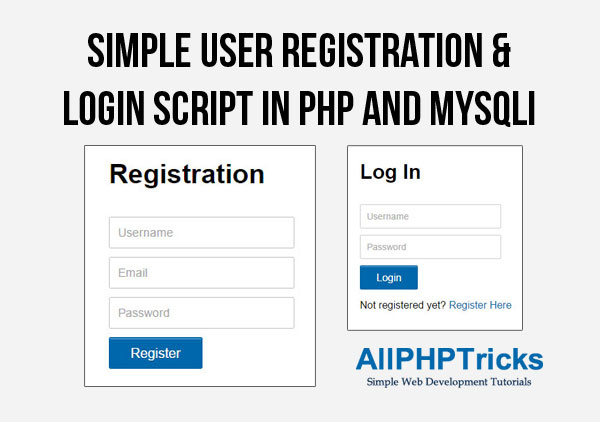 SIMPLE USER REGISTRATION &
LOGIN SCRIPT IN PHP AND MYSQLI
Registration
Username
Email
Password
Register
Log In
Username
Password
Login
Not registered yet? Register Here
AllPHPTricks
Simple Web Development Tutorials